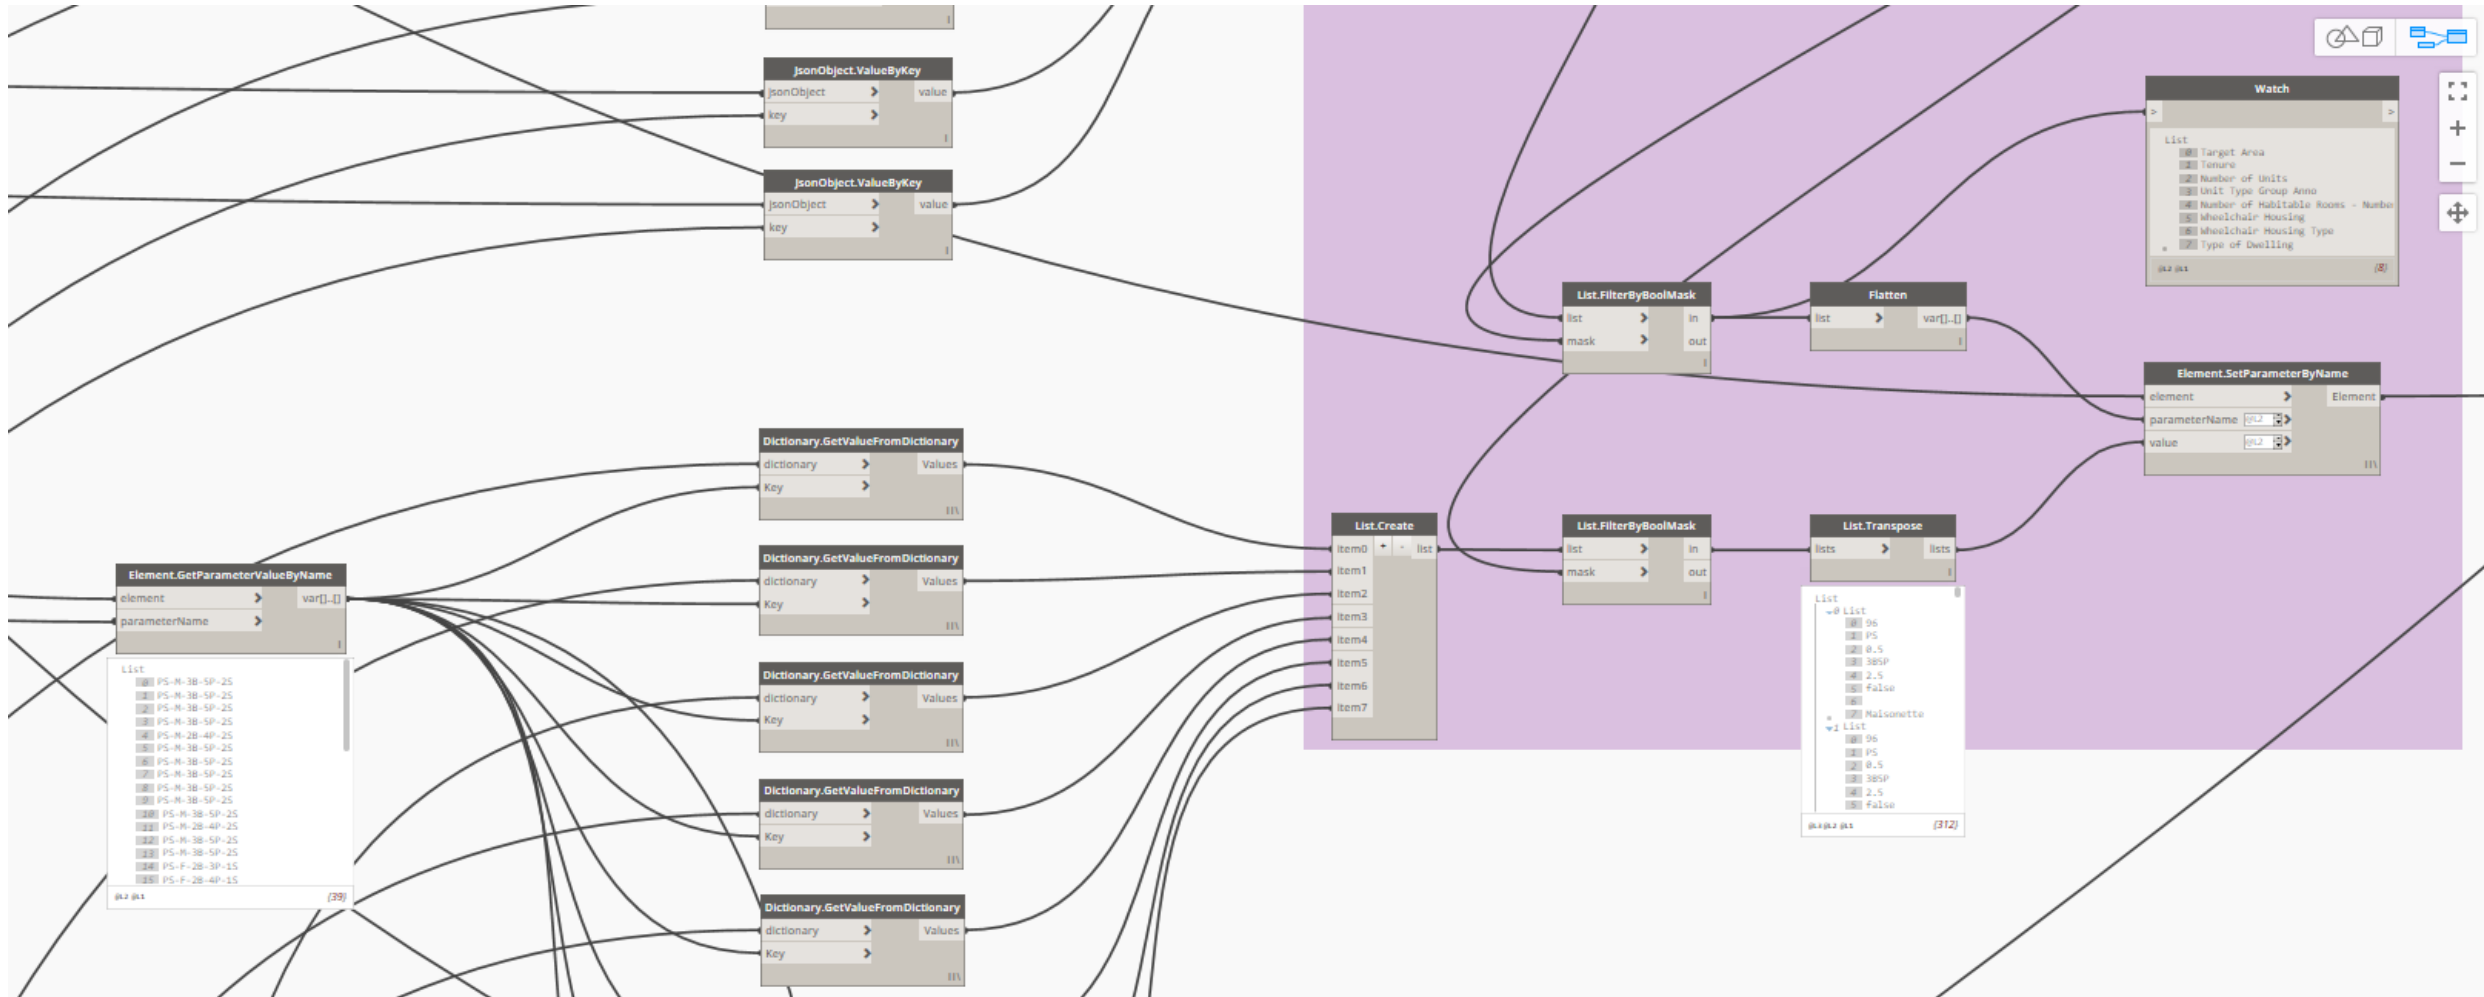 JsonObject.ValueByKey
jsonObject > value
key >
JsonObject.ValueByKey
jsonObject > value
key >
Watch
> >
List
0 Target Area
1 Tenure
2 Number of Units
3 Unit Type Group Anno
4 Number of Habitable Rooms - Number
5 Wheelchair Housing
6 Wheelchair Housing Type
7 Type of Dwelling
@L2 @L1 {8}
List.FilterByBoolMask
list > in
mask > out
Flatten
list > var[]..[]
Element.SetParameterByName
element > Element
parameterName @L2 >
value @L2 >
Dictionary.GetValueFromDictionary
dictionary > Values
Key >
Dictionary.GetValueFromDictionary
dictionary > Values
Key >
Dictionary.GetValueFromDictionary
dictionary > Values
Key >
Dictionary.GetValueFromDictionary
dictionary > Values
Key >
Dictionary.GetValueFromDictionary
dictionary > Values
Key >
Element.GetParameterValueByName
element > var[]..[]
parameterName >
List
0 PS-M-3B-5P-2S
1 PS-M-3B-5P-2S
2 PS-M-3B-5P-2S
3 PS-M-3B-5P-2S
4 PS-M-2B-4P-2S
5 PS-M-3B-5P-2S
6 PS-M-3B-5P-2S
7 PS-M-3B-5P-2S
8 PS-M-3B-5P-2S
9 PS-M-3B-5P-2S
10 PS-M-3B-5P-2S
11 PS-M-2B-4P-2S
12 PS-M-3B-5P-2S
13 PS-M-3B-5P-2S
14 PS-F-2B-3P-1S
15 PS-F-2B-4P-1S
@L2 @L1 {39}
List.Create
item0 + - list
item1
item2
item3
item4
item5
item6
item7
List.FilterByBoolMask
list > in
mask > out
List.Transpose
lists > lists
List
0 List
0 96
1 PS
2 0.5
3 3B5P
4 2.5
5 false
6
7 Maisonette
1 List
0 96
1 PS
2 0.5
3 3B5P
4 2.5
5 false
@L3 @L2 @L1 {312}